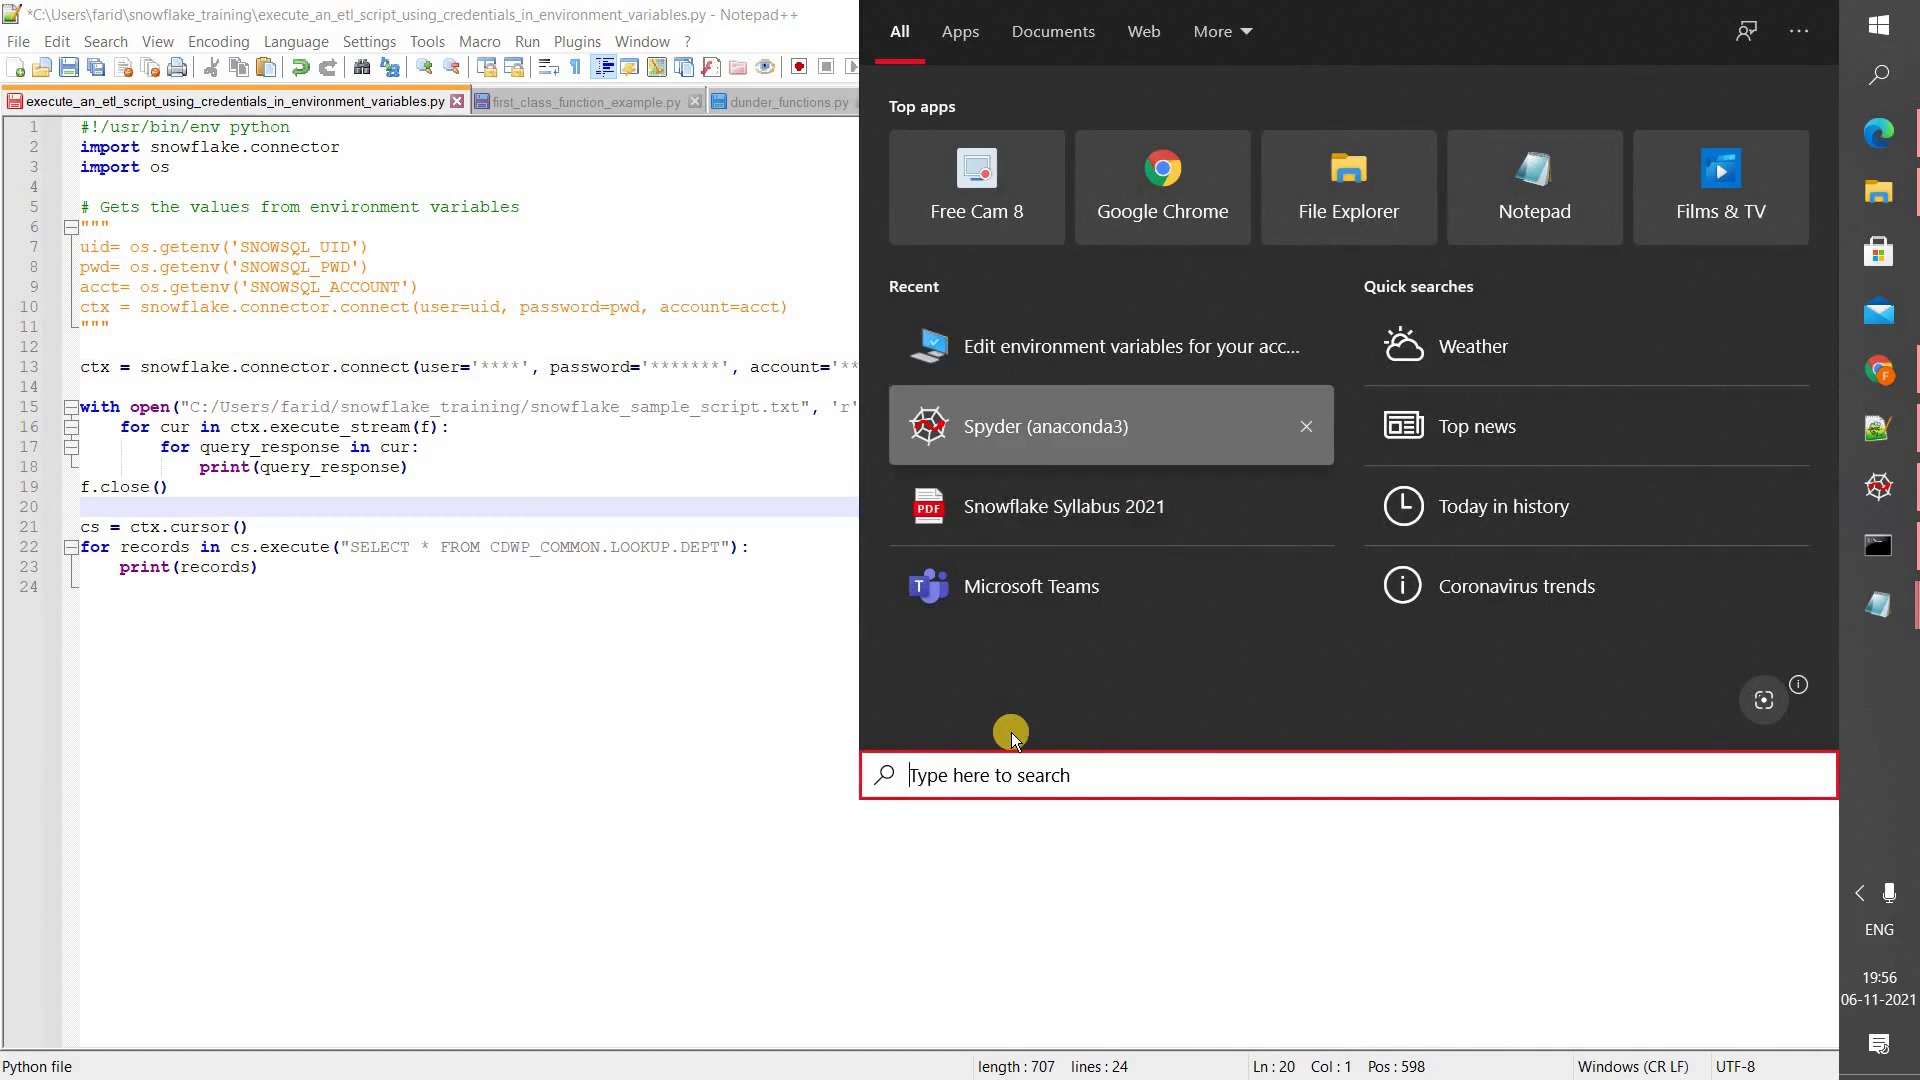 *C:\Users\farid\snowflake_training\execute_an_etl_script_using_credentials_in_environment_variables.py - Notepad++
File Edit Search View Encoding Language Settings Tools Macro Run Plugins Window ?
execute_an_etl_script_using_credentials_in_environment_variables.py first_class_function_example.py dunder_functions.py
1 #!/usr/bin/env python
2 import snowflake.connector
3 import os
4
5 # Gets the values from environment variables
6 """
7 uid= os.getenv('SNOWSQL_UID')
8 pwd= os.getenv('SNOWSQL_PWD')
9 acct= os.getenv('SNOWSQL_ACCOUNT')
10 ctx = snowflake.connector.connect(user=uid, password=pwd, account=acct)
11 """
12
13 ctx = snowflake.connector.connect(user='****', password='*******', account='**
14
15 with open("C:/Users/farid/snowflake_training/snowflake_sample_script.txt", 'r'
16 for cur in ctx.execute_stream(f):
17 for query_response in cur:
18 print(query_response)
19 f.close()
20
21 cs = ctx.cursor()
22 for records in cs.execute("SELECT * FROM CDWP_COMMON.LOOKUP.DEPT"):
23 print(records)
24
All Apps Documents Web More
Top apps
Free Cam 8
Google Chrome
File Explorer
Notepad
Films & TV
Recent
Edit environment variables for your acc...
Spyder (anaconda3)
PDF
Snowflake Syllabus 2021
Microsoft Teams
Quick searches
Weather
Top news
Today in history
Coronavirus trends
Type here to search
ENG
19:56
06-11-2021
Python file length : 707 lines : 24 Ln : 20 Col : 1 Pos : 598 Windows (CR LF) UTF-8